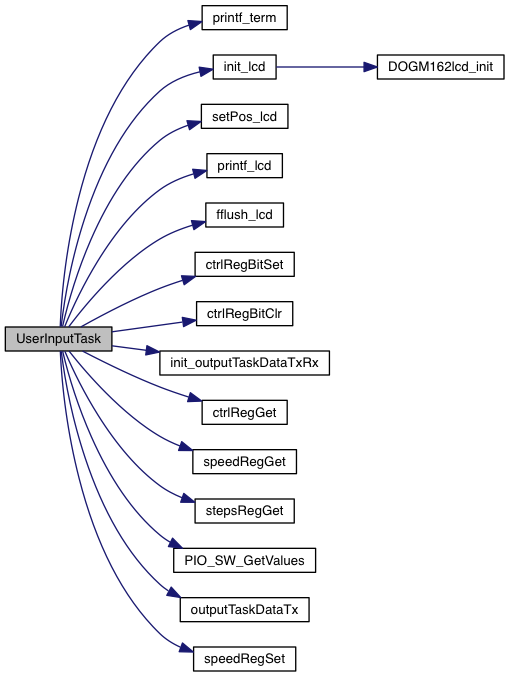 printf_term
init_lcd
DOGM162lcd_init
setPos_lcd
printf_lcd
fflush_lcd
ctrlRegBitSet
ctrlRegBitClr
UserInputTask
init_outputTaskDataTxRx
ctrlRegGet
speedRegGet
stepsRegGet
PIO_SW_GetValues
outputTaskDataTx
speedRegSet